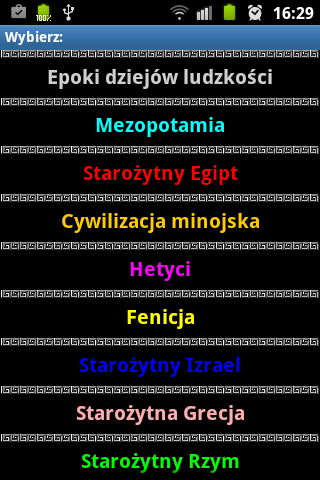 100%
16:29
Wybierz:
Epoki dziejów ludzkości
Mezopotamia
Starożytny Egipt
Cywilizacja minojska
Hetyci
Fenicja
Starożytny Izrael
Starożytna Grecja
Starożytny Rzym